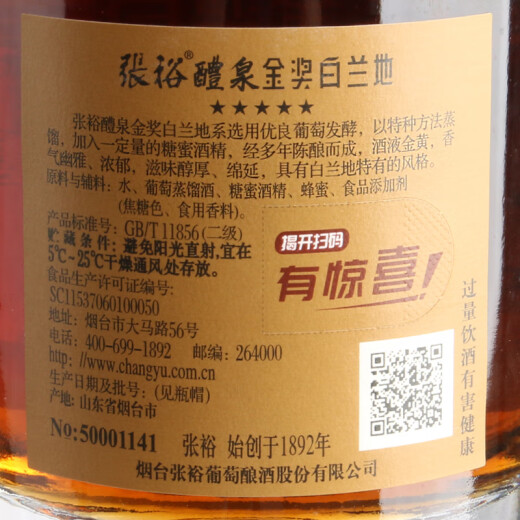 张裕®醴泉金奖白兰地
★★★★★
张裕醴泉金奖白兰地系选用优良葡萄发酵，以特种方法蒸
馏，加入一定量的糖蜜酒精，经多年陈酿而成，酒液金黄，香
气幽雅、浓郁，滋味醇厚、绵延，具有白兰地特有的风格。
原料与辅料：水、葡萄蒸馏酒、糖蜜酒精、蜂蜜、食品添加剂
(焦糖色、食用香料)。
产品标准号：GB/T 11856 (二级)
贮藏条件：避免阳光直射，宜在
5℃~25℃干燥通风处存放。
食品生产许可证编号：
SC11537060100050
地址：烟台市大马路56号
电话：400-699-1892 邮编：264000
http://www.changyu.com.cn
生产日期及批号：(见瓶帽)
产地：山东省烟台市
No:50001141 张裕 始创于1892年
烟台张裕葡萄酿酒股份有限公司
揭开扫码
有惊喜！
过量饮酒有害健康